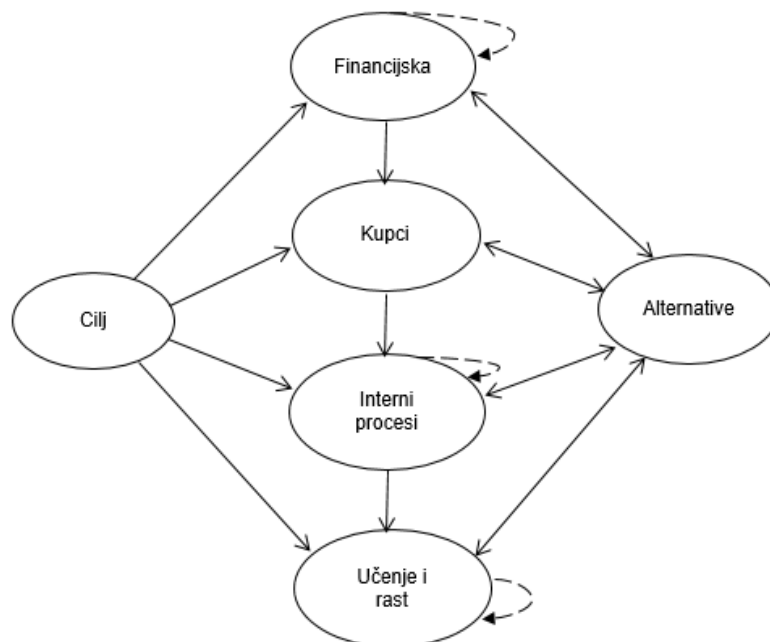 Financijska
Kupci
Cilj
Alternative
Interni
procesi
Učenje i
rast